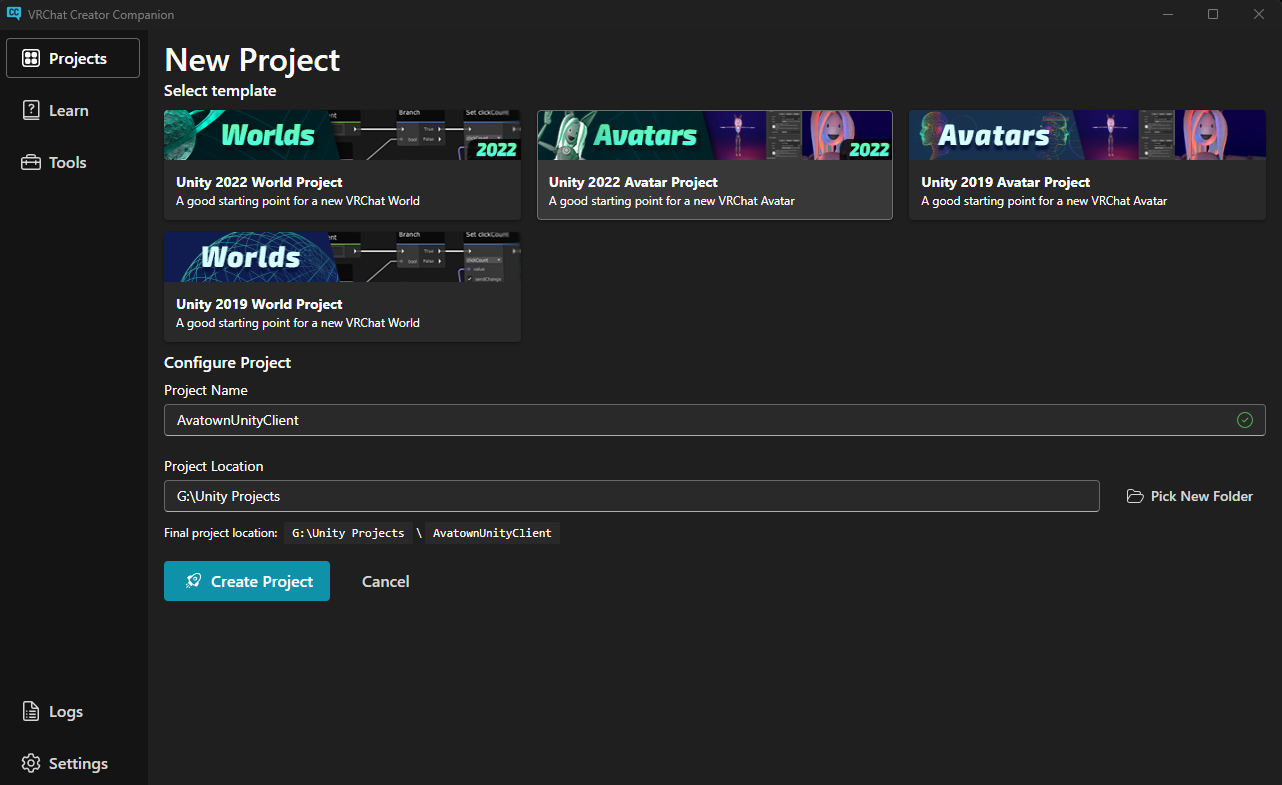 VRChat Creator Companion
Projects
Learn
Tools
Logs
Settings
New Project
Select template
Worlds
2022
Branch
True
bool False
Set clickCount
Unity 2022 World Project
A good starting point for a new VRChat World
Avatars
2022
Unity 2022 Avatar Project
A good starting point for a new VRChat Avatar
Avatars
Unity 2019 Avatar Project
A good starting point for a new VRChat Avatar
Worlds
Branch
True
bool False
Set clickCount
clickCount
value
sendChange
Unity 2019 World Project
A good starting point for a new VRChat World
Configure Project
Project Name
AvatownUnityClient
Project Location
G:\Unity Projects
Pick New Folder
Final project location: G:\Unity Projects \ AvatownUnityClient
Create Project
Cancel